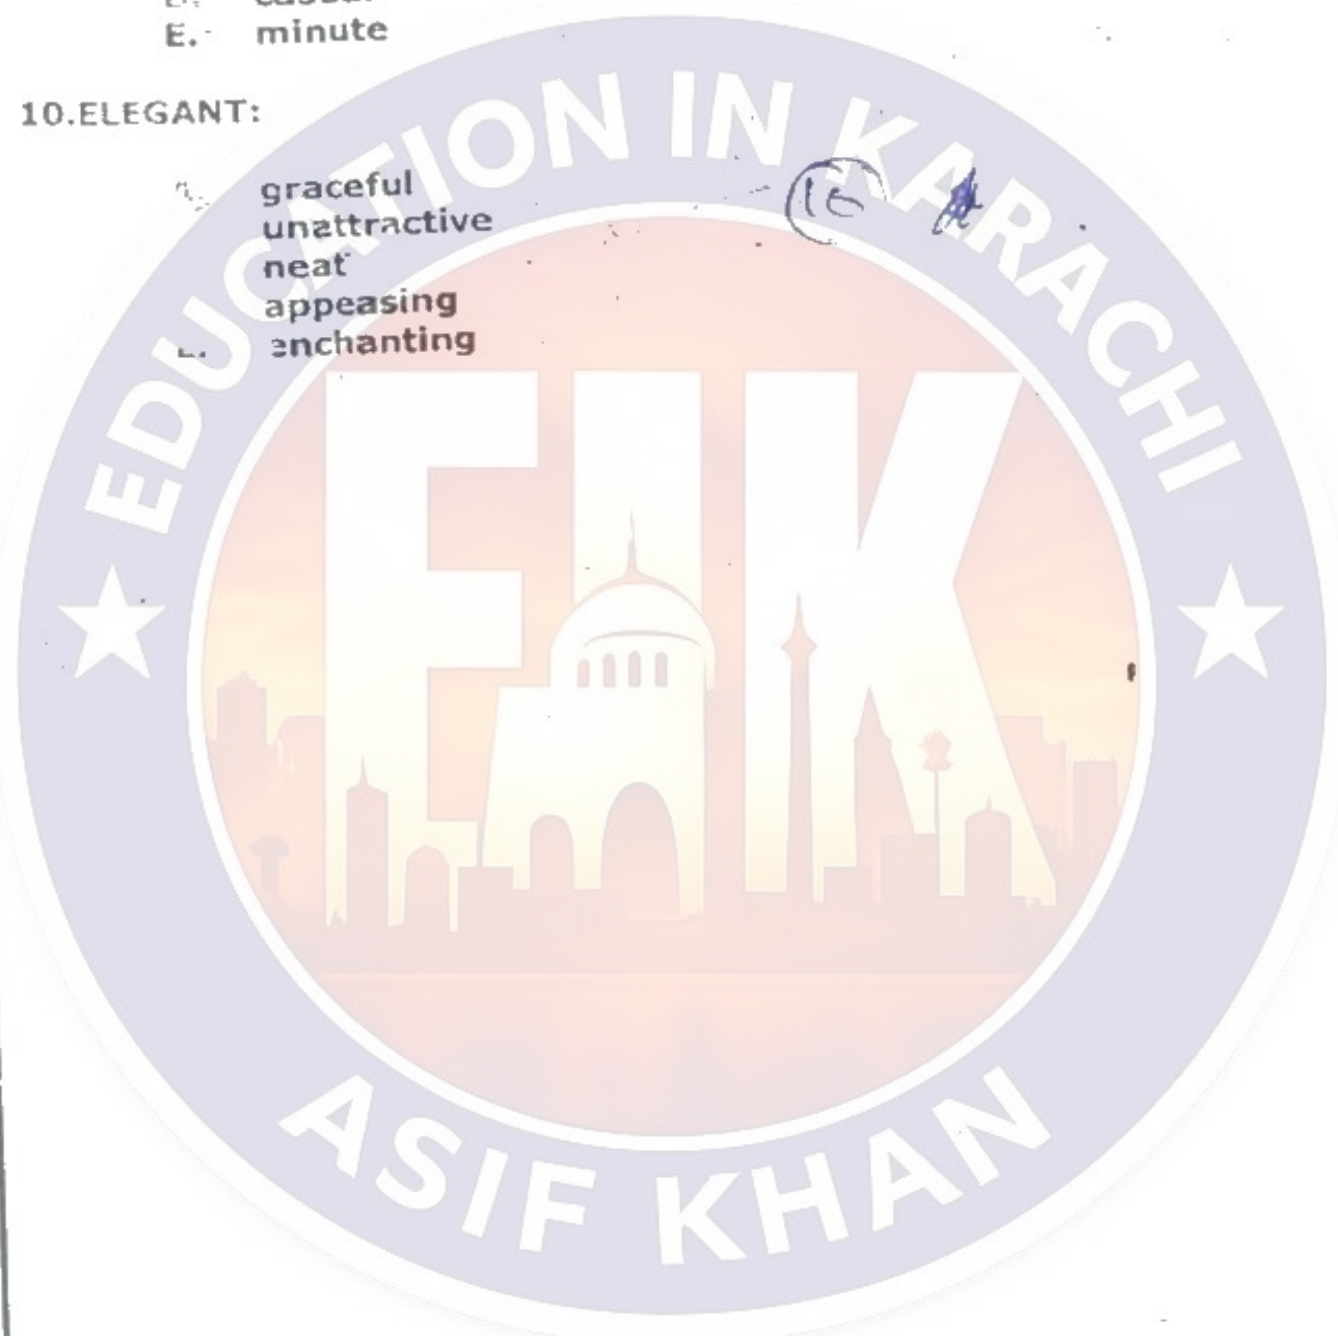 E. minute
10.ELEGANT:
graceful
unattractive
neat
appeasing
enchanting
EDUCATION IN KARACHI
EIK
ASIF KHAN